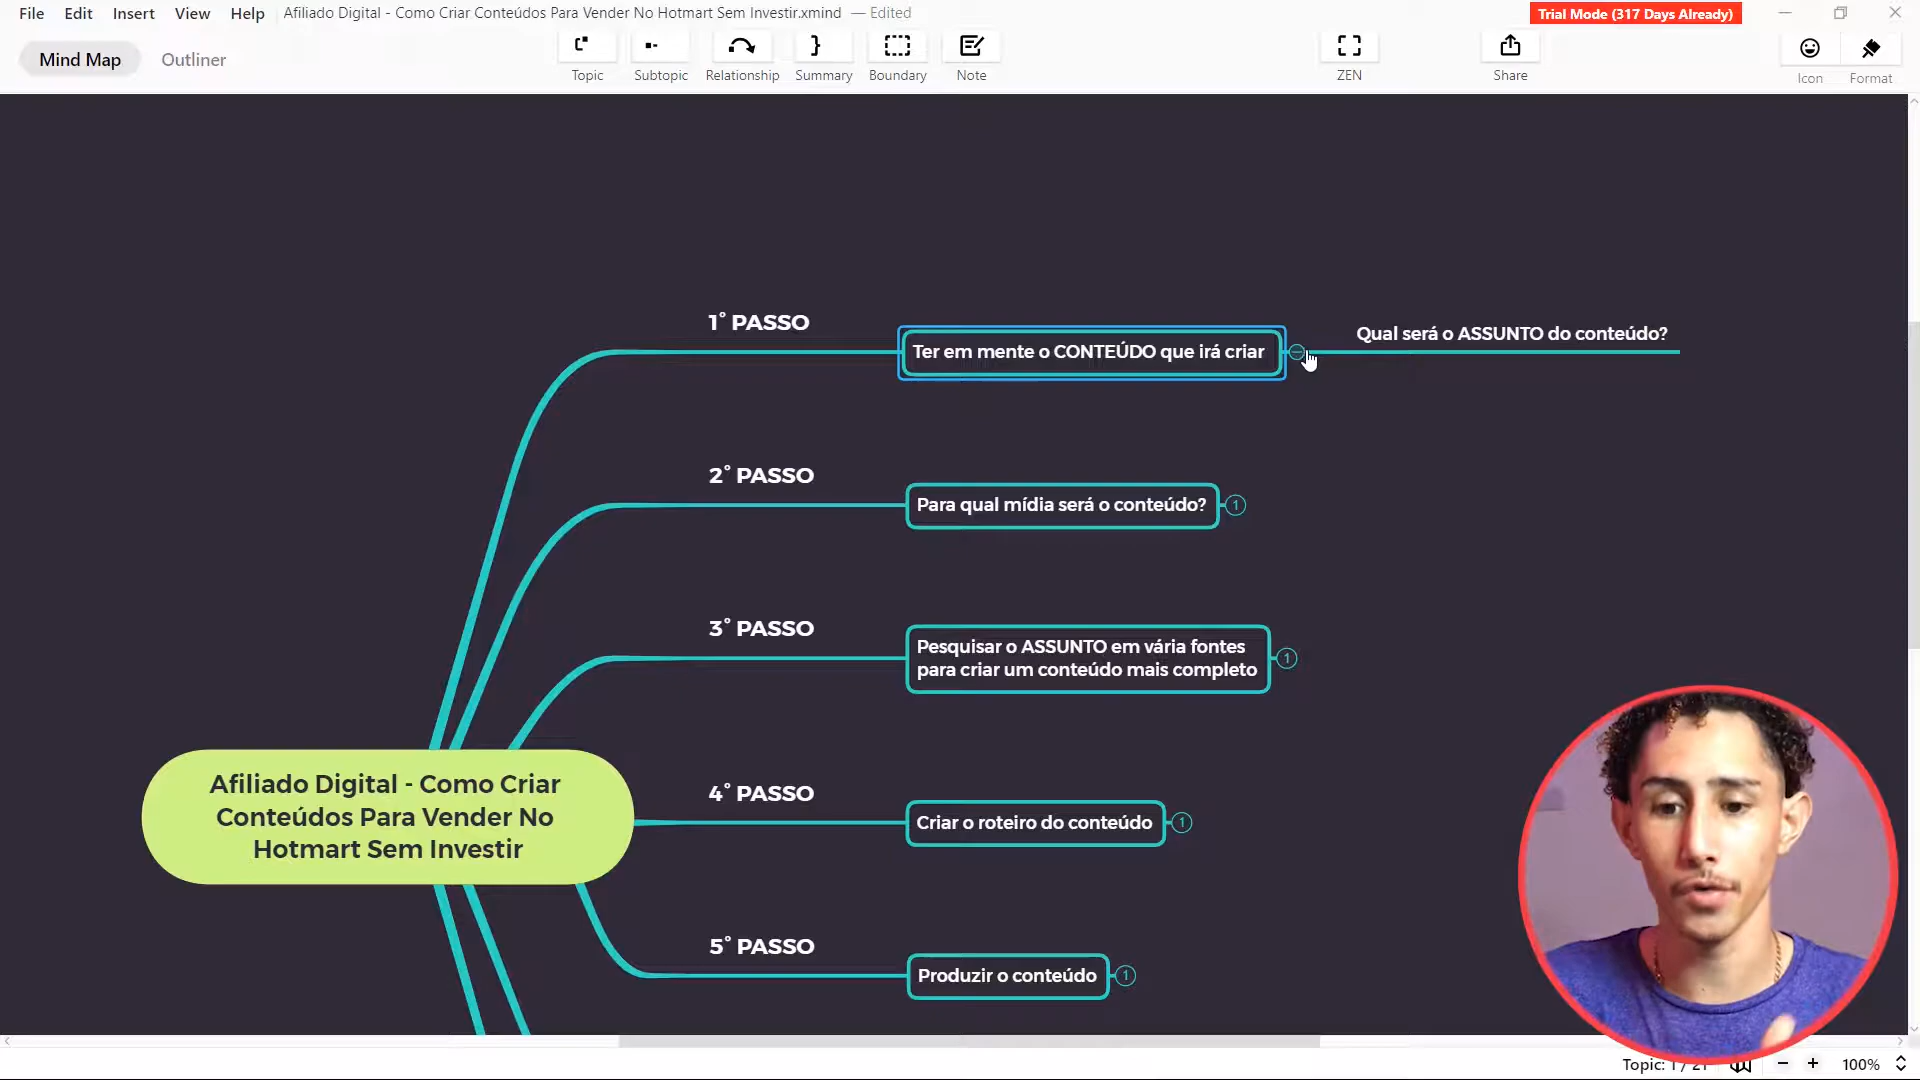 File Edit Insert View Help Afiliado Digital - Como Criar Conteúdos Para Vender No Hotmart Sem Investir.xmind — Edited
Trial Mode (317 Days Already)
Mind Map Outliner
Topic Subtopic Relationship Summary Boundary Note ZEN Share Icon Format
1° PASSO
Ter em mente o CONTEÚDO que irá criar
Qual será o ASSUNTO do conteúdo?
2° PASSO
Para qual mídia será o conteúdo?
1
3° PASSO
Pesquisar o ASSUNTO em vária fontes
para criar um conteúdo mais completo
1
Afiliado Digital - Como Criar
Conteúdos Para Vender No
Hotmart Sem Investir
4° PASSO
Criar o roteiro do conteúdo
1
5° PASSO
Produzir o conteúdo
1
Topic: 1 / 21
100%